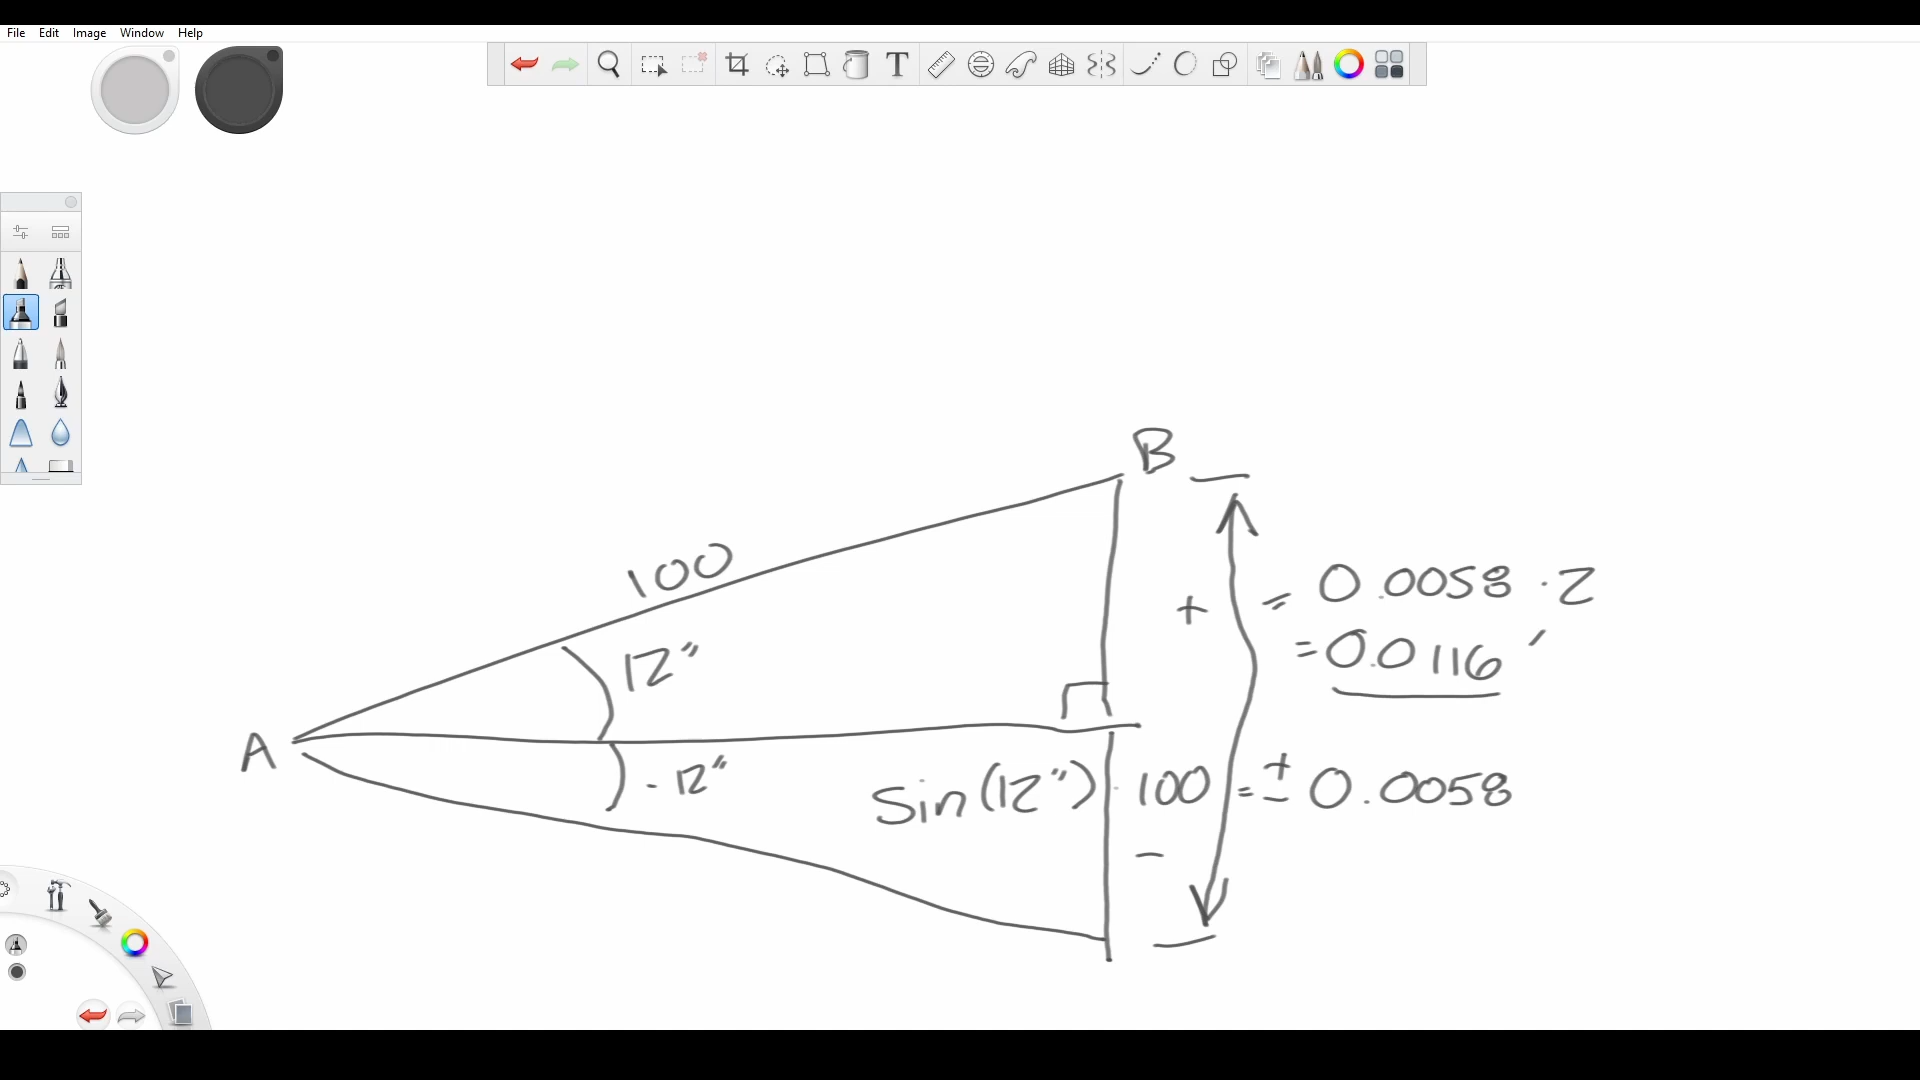 File Edit Image Window Help
T
B
100
+ = 0.0058 · 2
= 0.0116 '
12"
A
- 12"
Sin(12") · 100 = ± 0.0058
-